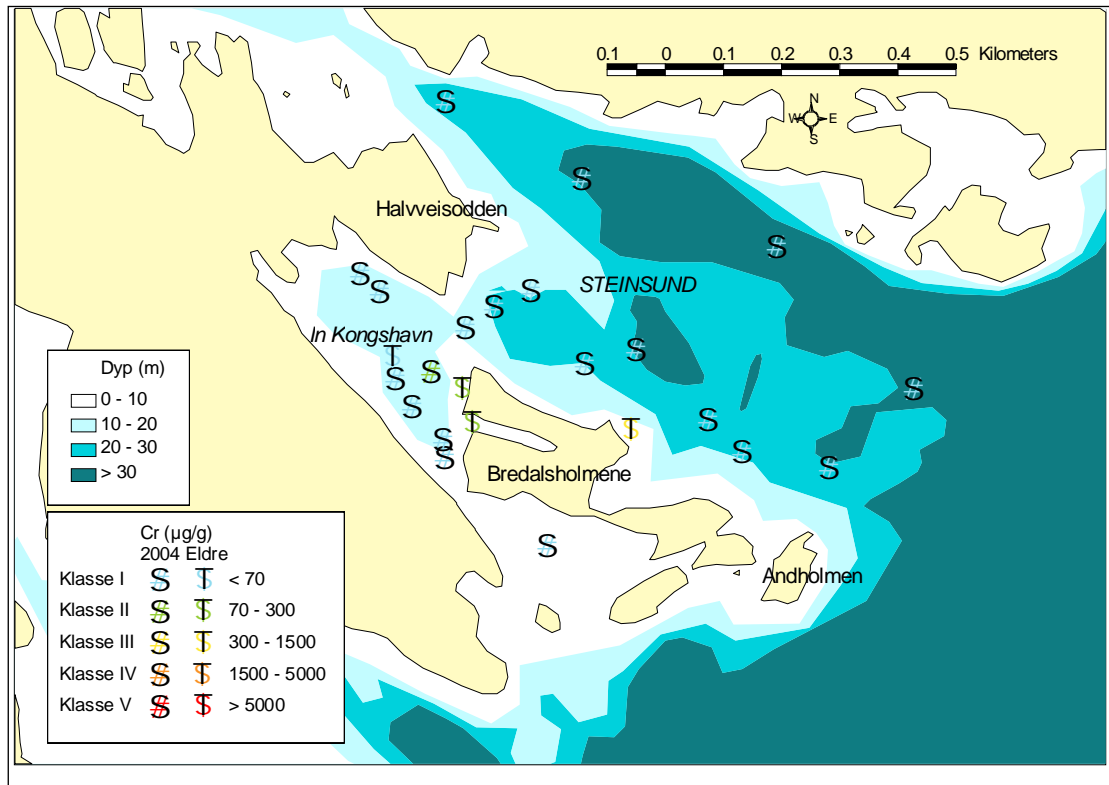 0.1 0 0.1 0.2 0.3 0.4 0.5 Kilometers
N
W E
S
Halvveisodden
STEINSUND
In Kongshavn
Bredalsholmene
Andholmen
Dyp (m)
0 - 10
10 - 20
20 - 30
> 30
Cr (µg/g)
2004 Eldre
Klasse I S T < 70
Klasse II S T 70 - 300
Klasse III S T 300 - 1500
Klasse IV S T 1500 - 5000
Klasse V S T > 5000